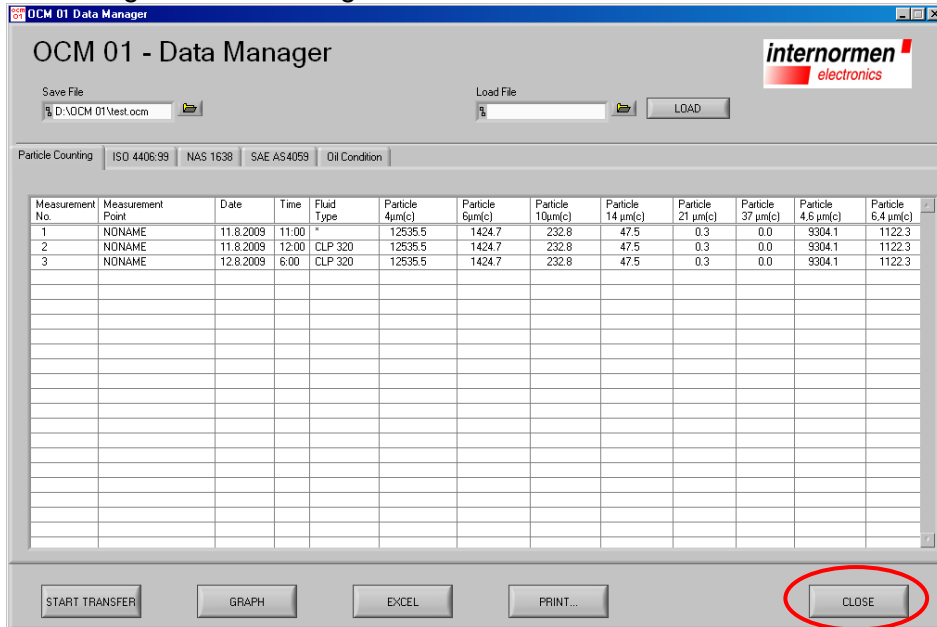 OCM 01 Data Manager
OCM 01 - Data Manager
internormen
electronics
Save File
D:\OCM 01\test.ocm
Load File
LOAD
Particle Counting ISO 4406:99 NAS 1638 SAE AS4059 Oil Condition
Measurement No. Measurement Point Date Time Fluid Type Particle 4µm(c) Particle 6µm(c) Particle 10µm(c) Particle 14 µm(c) Particle 21 µm(c) Particle 37 µm(c) Particle 4,6 µm(c) Particle 6,4 µm(c)
1 NONAME 11.8.2009 11:00 * 12535.5 1424.7 232.8 47.5 0.3 0.0 9304.1 1122.3
2 NONAME 11.8.2009 12:00 CLP 320 12535.5 1424.7 232.8 47.5 0.3 0.0 9304.1 1122.3
3 NONAME 12.8.2009 6:00 CLP 320 12535.5 1424.7 232.8 47.5 0.3 0.0 9304.1 1122.3
START TRANSFER GRAPH EXCEL PRINT... CLOSE